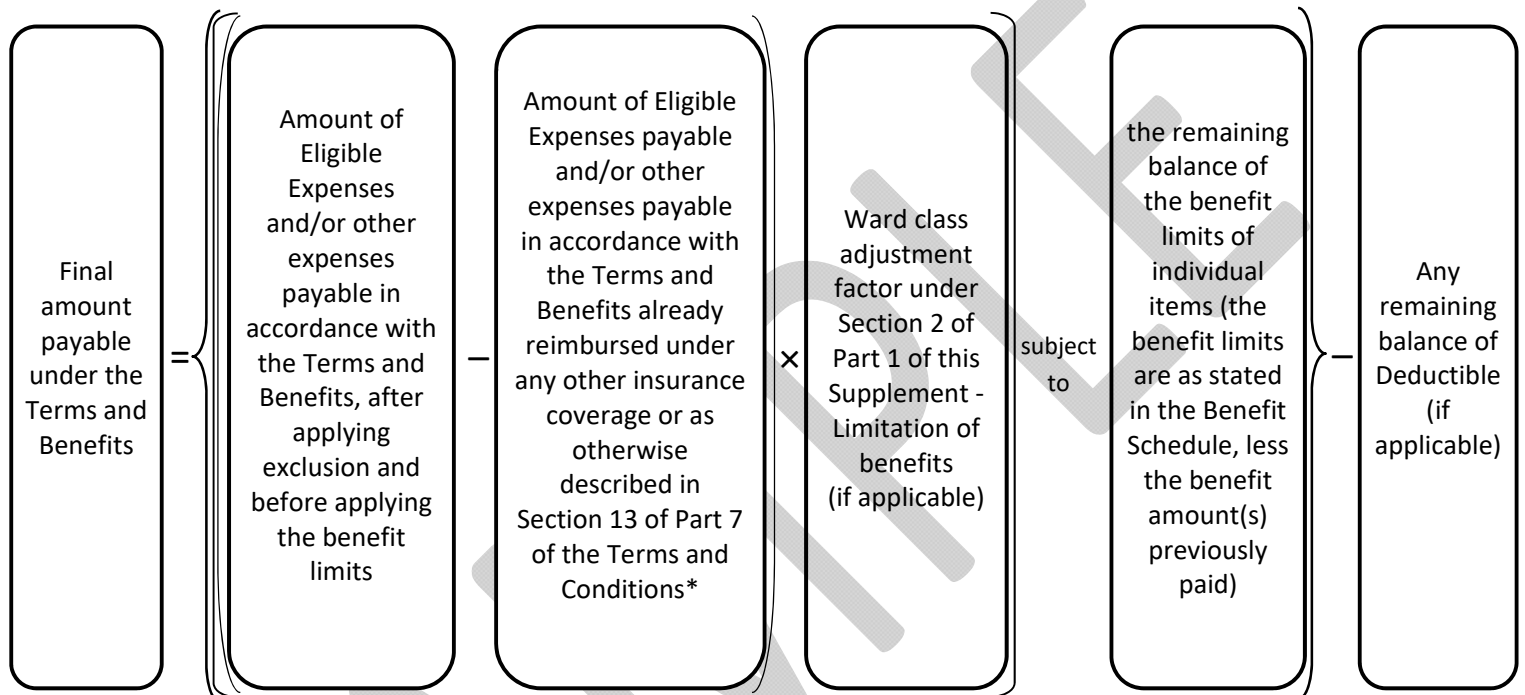 Final
amount
payable
under the
Terms and
Benefits
=
Amount of
Eligible
Expenses
and/or other
expenses
payable in
accordance with
the Terms and
Benefits, after
applying
exclusion and
before applying
the benefit
limits
–
Amount of Eligible
Expenses payable
and/or other
expenses payable
in accordance with
the Terms and
Benefits already
reimbursed under
any other insurance
coverage or as
otherwise
described in
Section 13 of Part 7
of the Terms and
Conditions*
×
Ward class
adjustment
factor under
Section 2 of
Part 1 of this
Supplement -
Limitation of
benefits
(if applicable)
subject
to
the remaining
balance of
the benefit
limits of
individual
items (the
benefit limits
are as stated
in the Benefit
Schedule, less
the benefit
amount(s)
previously
paid)
–
Any
remaining
balance of
Deductible
(if
applicable)